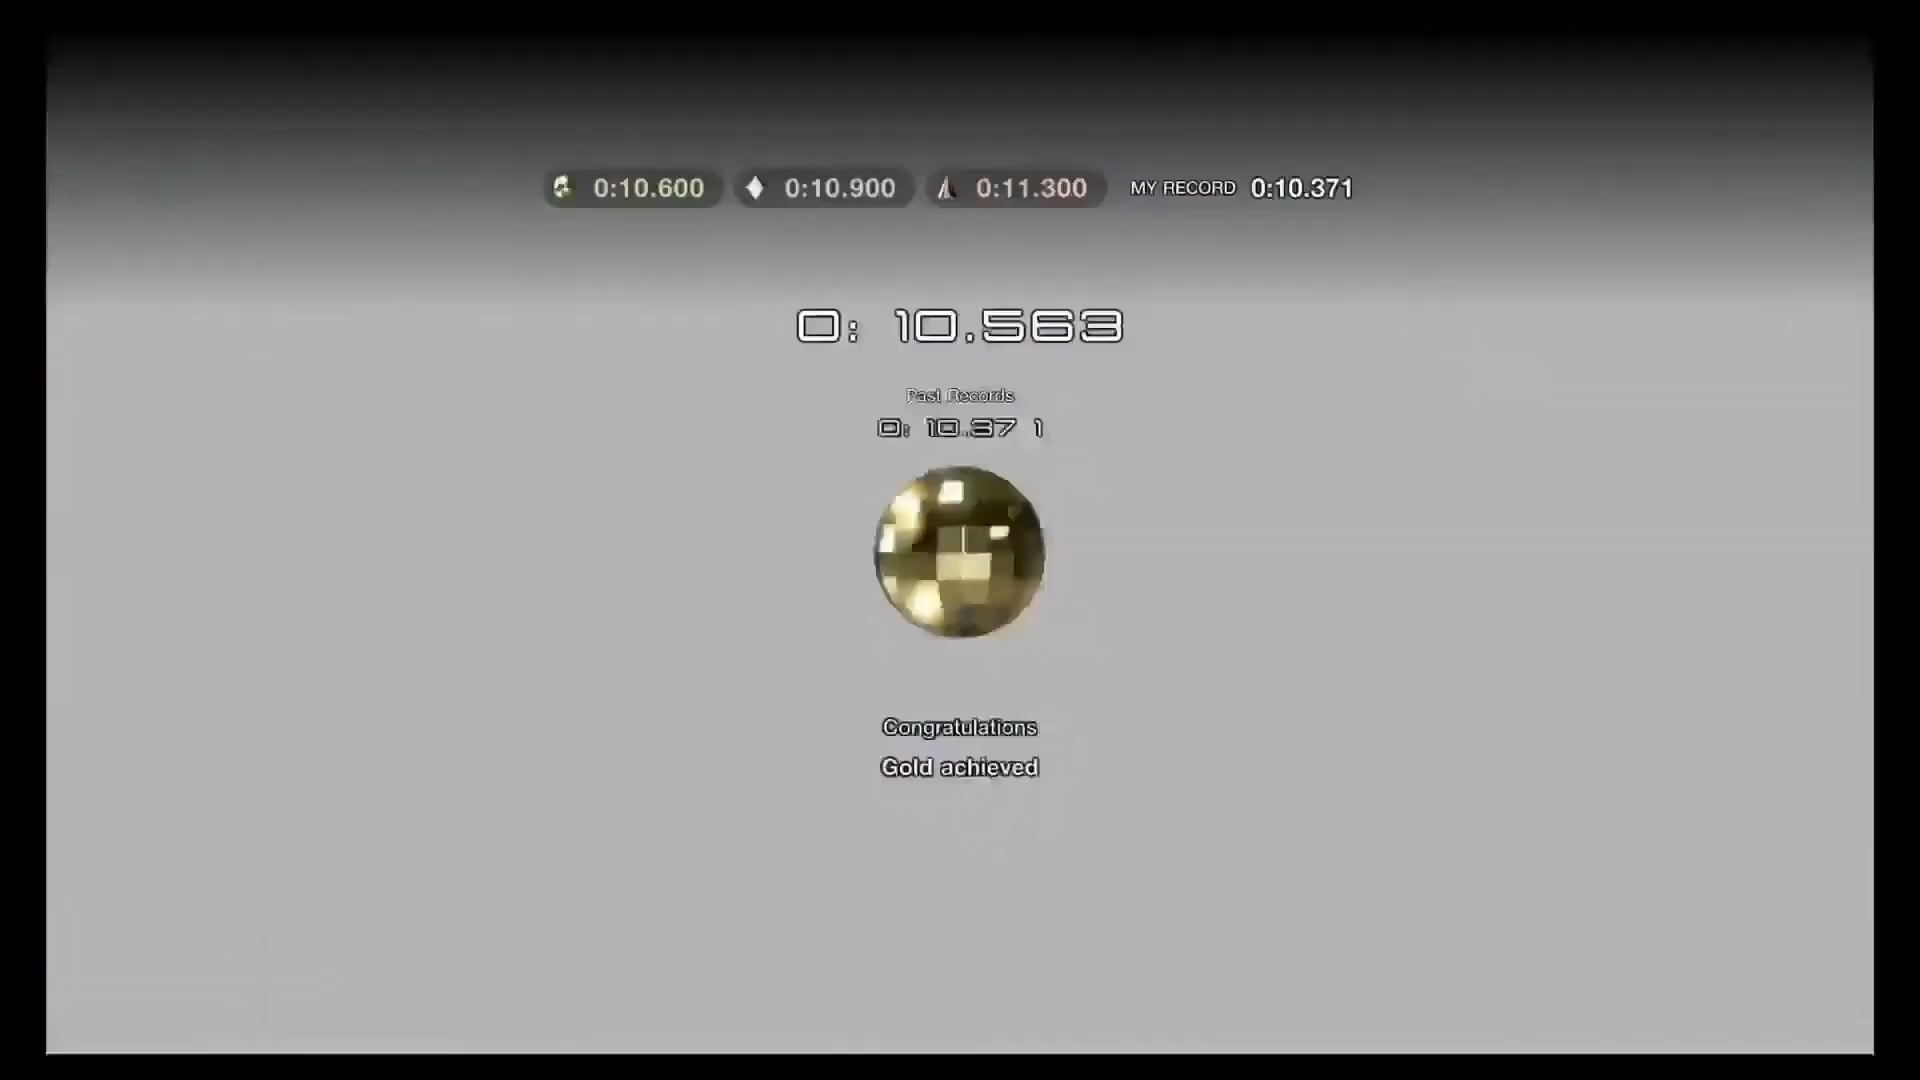 0:10.600 0:10.900 0:11.300 MY RECORD 0:10.371
0: 10.563
Past Records
0: 10.37 1
Congratulations
Gold achieved